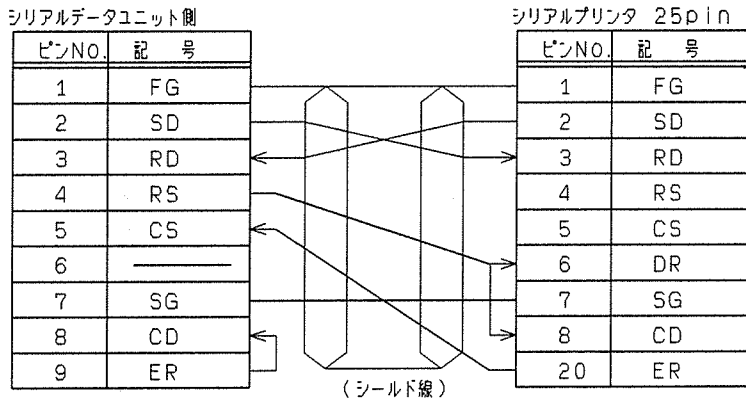 シリアルデータユニット側
ピンNO. 記 号
1 FG
2 SD
3 RD
4 RS
5 CS
6 ―――
7 SG
8 CD
9 ER
シリアルプリンタ 25pin
ピンNO. 記 号
1 FG
2 SD
3 RD
4 RS
5 CS
6 DR
7 SG
8 CD
20 ER
(シールド線)